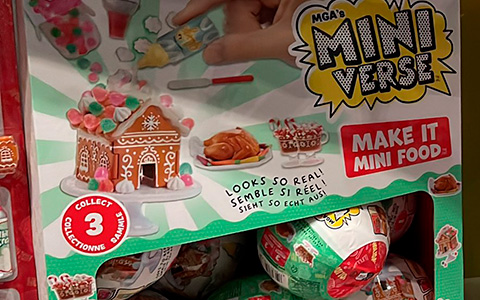 MGA's
MINI
VERSE
MAKE IT
MINI FOOD
LOOKS SO REAL!
SEMBLE SI RÉEL!
SIEHT SO ECHT AUS!
COLLECT
3
COLLECTIONNE SAMMLE